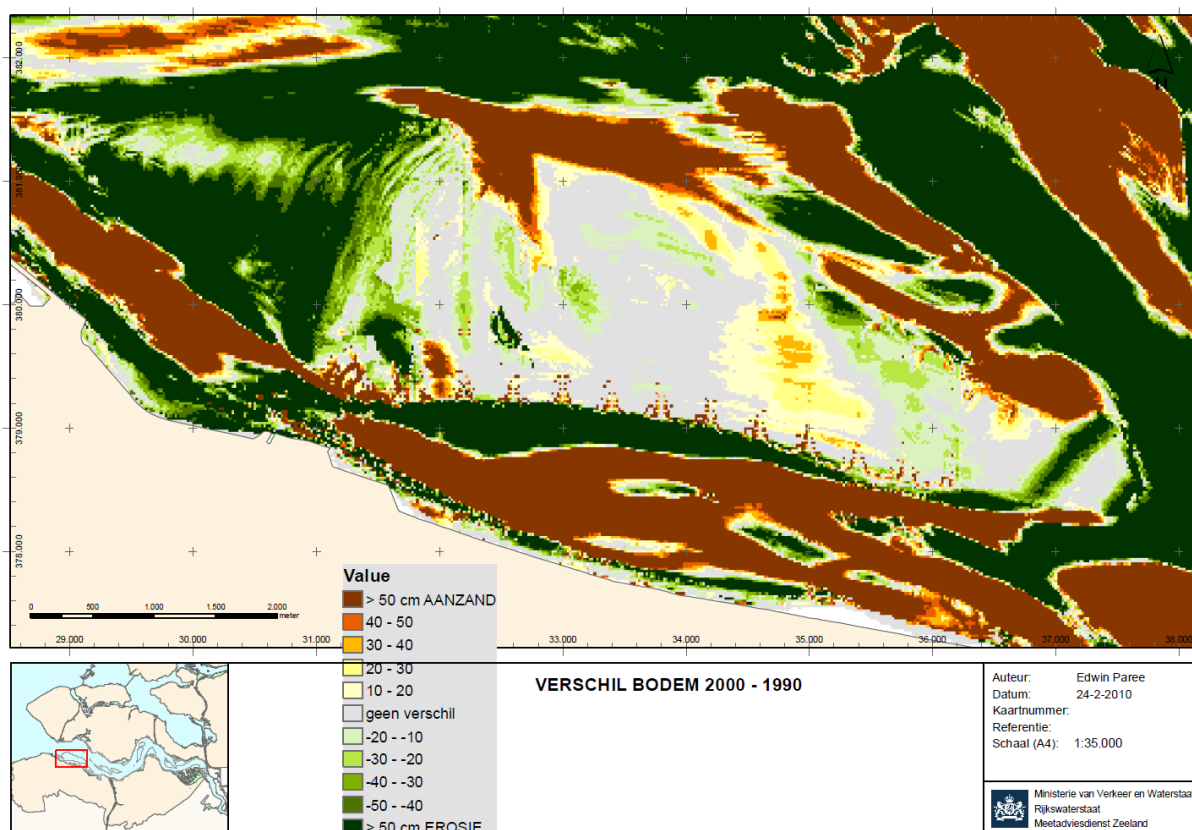 382.000
N
381.000
380.000
379.000
378.000
Value
> 50 cm AANZAND
40 - 50
30 - 40
20 - 30
10 - 20
geen verschil
-20 - -10
-30 - -20
-40 - -30
-50 - -40
> 50 cm EROSIE
0 500 1.000 1.500 2.000
meter
29.000 30.000 31.000 33.000 34.000 35.000 36.000 37.000 38.000
VERSCHIL BODEM 2000 - 1990
Auteur: Edwin Paree
Datum: 24-2-2010
Kaartnummer:
Referentie:
Schaal (A4): 1:35.000
Ministerie van Verkeer en Waterstaat
Rijkswaterstaat
Meetadviesdienst Zeeland